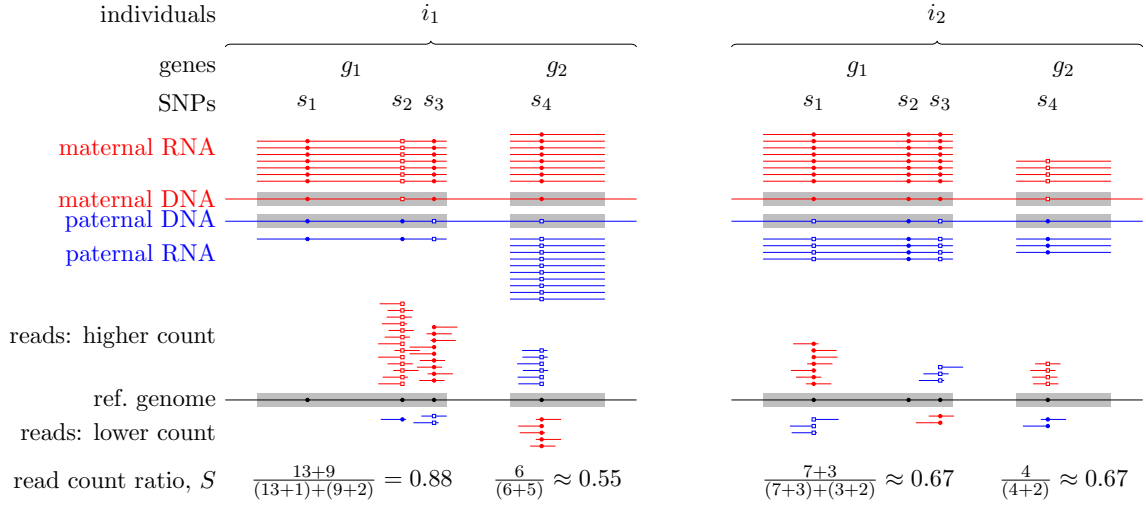 individuals i₁ i₂
genes g₁ g₂ g₁ g₂
SNPs s₁ s₂ s₃ s₄ s₁ s₂ s₃ s₄
maternal RNA
maternal DNA
paternal DNA
paternal RNA
reads: higher count
ref. genome
reads: lower count
read count ratio, S (13+9)/((13+1)+(9+2)) = 0.88 6/(6+5) ≈ 0.55 (7+3)/((7+3)+(3+2)) ≈ 0.67 4/(4+2) ≈ 0.67